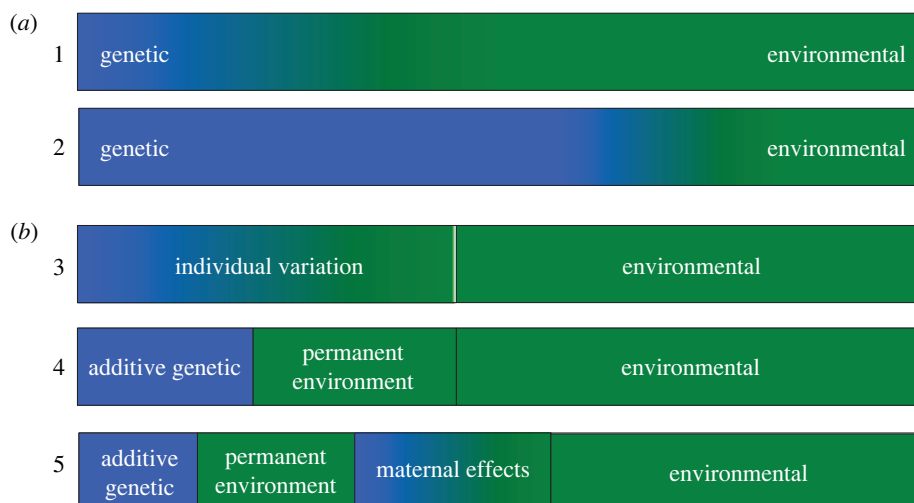 (a)
1 genetic environmental
2 genetic environmental
(b)
3 individual variation environmental
4 additive genetic permanent environment environmental
5 additive genetic permanent environment maternal effects environmental